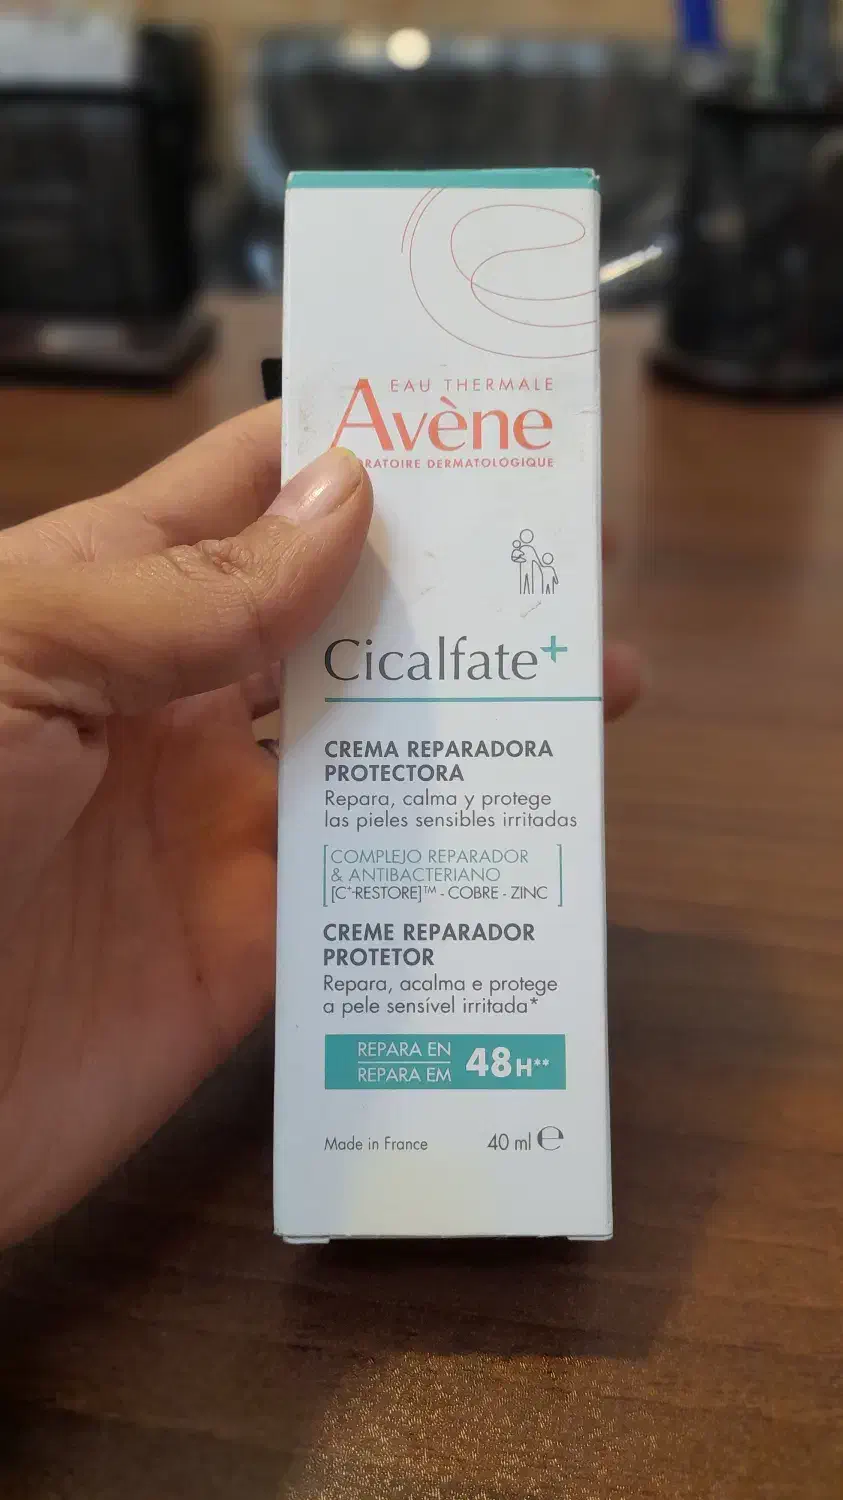 EAU THERMALE
Avène
RATOIRE DERMATOLOGIQUE
Cicalfate+
CREMA REPARADORA
PROTECTORA
Repara, calma y protege
las pieles sensibles irritadas
[COMPLEJO REPARADOR
& ANTIBACTERIANO
[C+-RESTORE]™ - COBRE - ZINC]
CREME REPARADOR
PROTETOR
Repara, acalma e protege
a pele sensível irritada*
REPARA EN
REPARA EM
48H**
Made in France
40 ml ℮